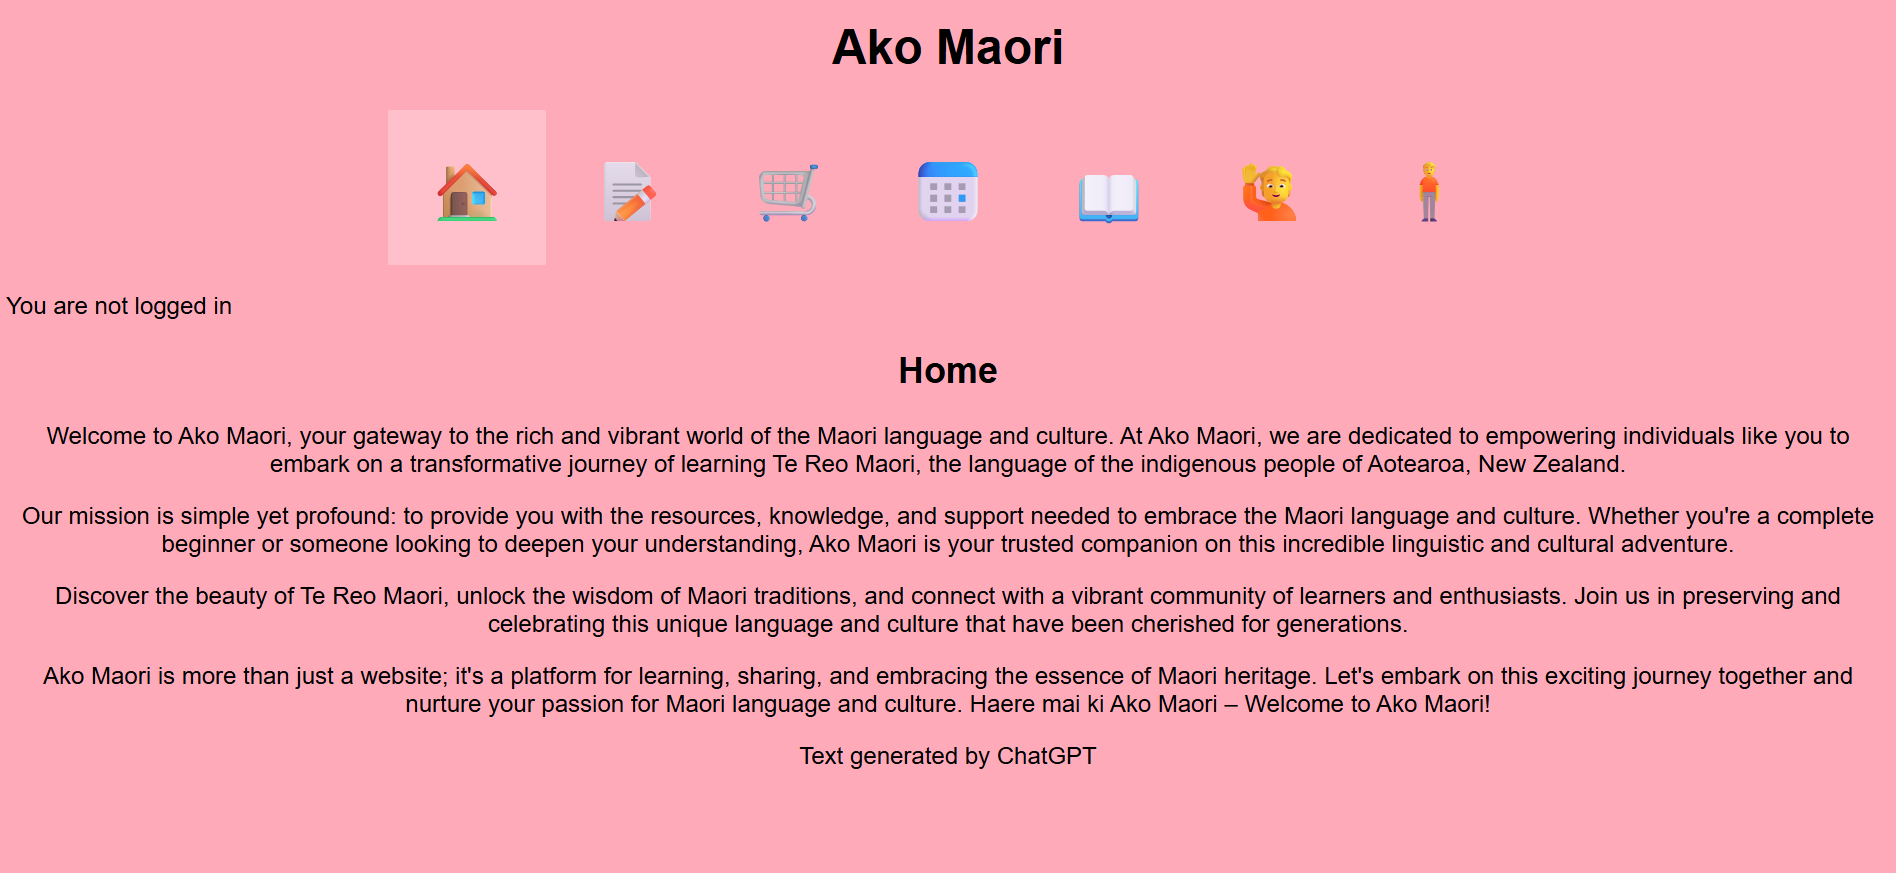 Ako Maori
You are not logged in
Home
Welcome to Ako Maori, your gateway to the rich and vibrant world of the Maori language and culture. At Ako Maori, we are dedicated to empowering individuals like you to
embark on a transformative journey of learning Te Reo Maori, the language of the indigenous people of Aotearoa, New Zealand.
Our mission is simple yet profound: to provide you with the resources, knowledge, and support needed to embrace the Maori language and culture. Whether you're a complete
beginner or someone looking to deepen your understanding, Ako Maori is your trusted companion on this incredible linguistic and cultural adventure.
Discover the beauty of Te Reo Maori, unlock the wisdom of Maori traditions, and connect with a vibrant community of learners and enthusiasts. Join us in preserving and
celebrating this unique language and culture that have been cherished for generations.
Ako Maori is more than just a website; it's a platform for learning, sharing, and embracing the essence of Maori heritage. Let's embark on this exciting journey together and
nurture your passion for Maori language and culture. Haere mai ki Ako Maori – Welcome to Ako Maori!
Text generated by ChatGPT